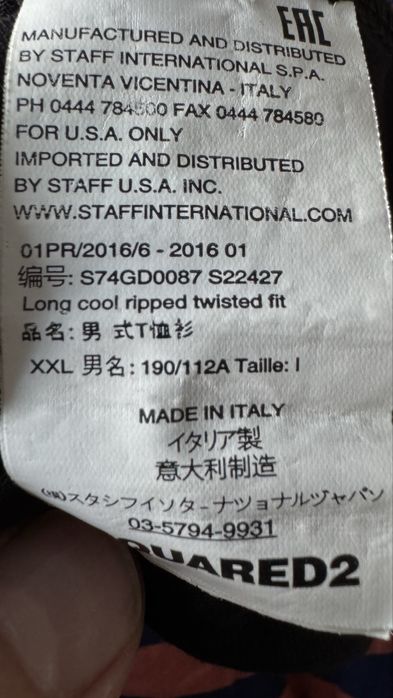 EAC
MANUFACTURED AND DISTRIBUTED
BY STAFF INTERNATIONAL S.P.A.
NOVENTA VICENTINA - ITALY
PH 0444 784500 FAX 0444 784580
FOR U.S.A. ONLY
IMPORTED AND DISTRIBUTED
BY STAFF U.S.A. INC.
WWW.STAFFINTERNATIONAL.COM
01PR/2016/6 - 2016 01
编号: S74GD0087 S22427
Long cool ripped twisted fit
品名: 男 式T恤衫
XXL 男名: 190/112A Taille: I
MADE IN ITALY
イタリア製
意大利制造
(株)スタシフイソタ-ナツョナルヅャパン
03-5794-9931
QUARED2